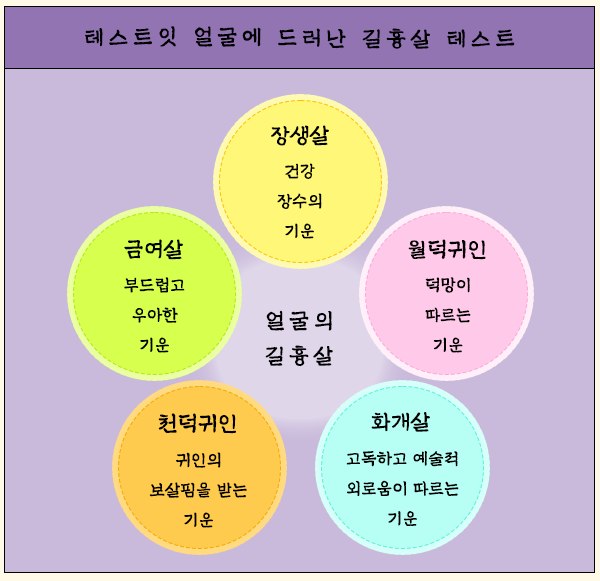 테스트잇 얼굴에 드러난 길흉살 테스트
장생살
건강
장수의
기운
금여살
부드럽고
우아한
기운
월덕귀인
덕망이
따르는
기운
얼굴의
길흉살
천덕귀인
귀인의
보살핌을 받는
기운
화개살
고독하고 예술적
외로움이 따르는
기운